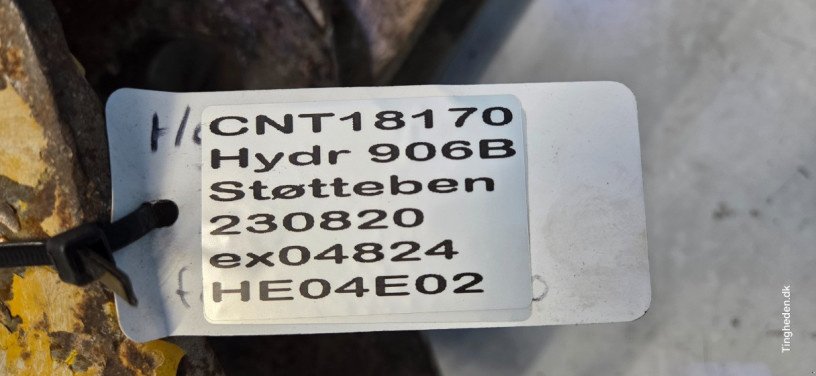 CNT18170
Hydr 906B
Støtteben
230820
ex04824
HE04E02
Tingheden.dk